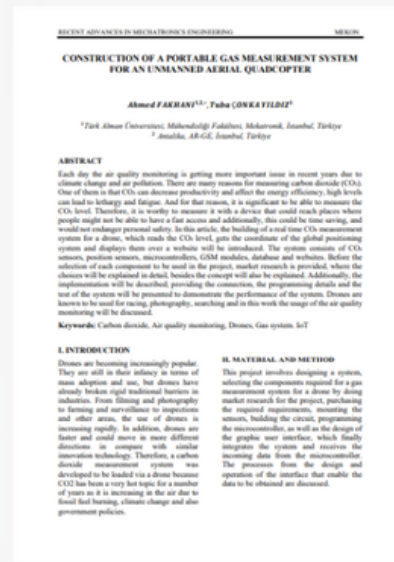 RECENT ADVANCES IN MECHATRONICS ENGINEERING MEKON
CONSTRUCTION OF A PORTABLE GAS MEASUREMENT SYSTEM
FOR AN UNMANNED AERIAL QUADCOPTER
Ahmed FAKHANI¹,²,*, Tuba ÇONKA YILDIZ¹
¹Türk Alman Üniversitesi, Mühendisliği Fakültesi, Mekatronik, İstanbul, Türkiye
² Antalika, AR-GE, İstanbul, Türkiye
ABSTRACT
Each day the air quality monitoring is getting more important issue in recent years due to
climate change and air pollution. There are many reasons for measuring carbon dioxide (CO₂).
One of them is that CO₂ can decrease productivity and affect the energy efficiency, high levels
can lead to lethargy and fatigue. And for that reason, it is significant to be able to measure the
CO₂ level. Therefore, it is worthy to measure it with a device that could reach places where
people might not be able to have a fast access and additionally, this could be time saving, and
would not endanger personal safety. In this article, the building of a real time CO₂ measurement
system for a drone, which reads the CO₂ level, gets the coordinate of the global positioning
system and displays them over a website will be introduced. The system consists of CO₂
sensors, position sensors, microcontrollers, GSM modules, database and websites. Before the
selection of each component to be used in the project, market research is provided, where the
choices will be explained in detail, besides the concept will also be explained. Additionally, the
implementation will be described; providing the connection, the programming details and the
test of the system will be presented to demonstrate the performance of the system. Drones are
known to be used for racing, photography, searching and in this work the usage of the air quality
monitoring will be discussed.
Keywords: Carbon dioxide, Air quality monitoring, Drones, Gas system. IoT
I. INTRODUCTION
Drones are becoming increasingly popular.
They are still in their infancy in terms of
mass adoption and use, but drones have
already broken rigid traditional barriers in
industries. From filming and photography
to farming and surveillance to inspections
and other areas, the use of drones is
increasing rapidly. In addition, drones are
faster and could move in more different
directions in compare with similar
innovation technology. Therefore, a carbon
dioxide measurement system was
developed to be loaded via a drone because
CO2 has been a very hot topic for a number
of years as it is increasing in the air due to
fossil fuel burning, climate change and also
government policies.
II. MATERIAL AND METHOD
This project involves designing a system,
selecting the components required for a gas
measurement system for a drone by doing
market research for the project, purchasing
the required requirements, mounting the
sensors, building the circuit, programming
the microcontroller, as well as the design of
the graphic user interface, which finally
integrates the system and receives the
incoming data from the microcontroller.
The processes from the design and
operation of the interface that enable the
data to be obtained are discussed.